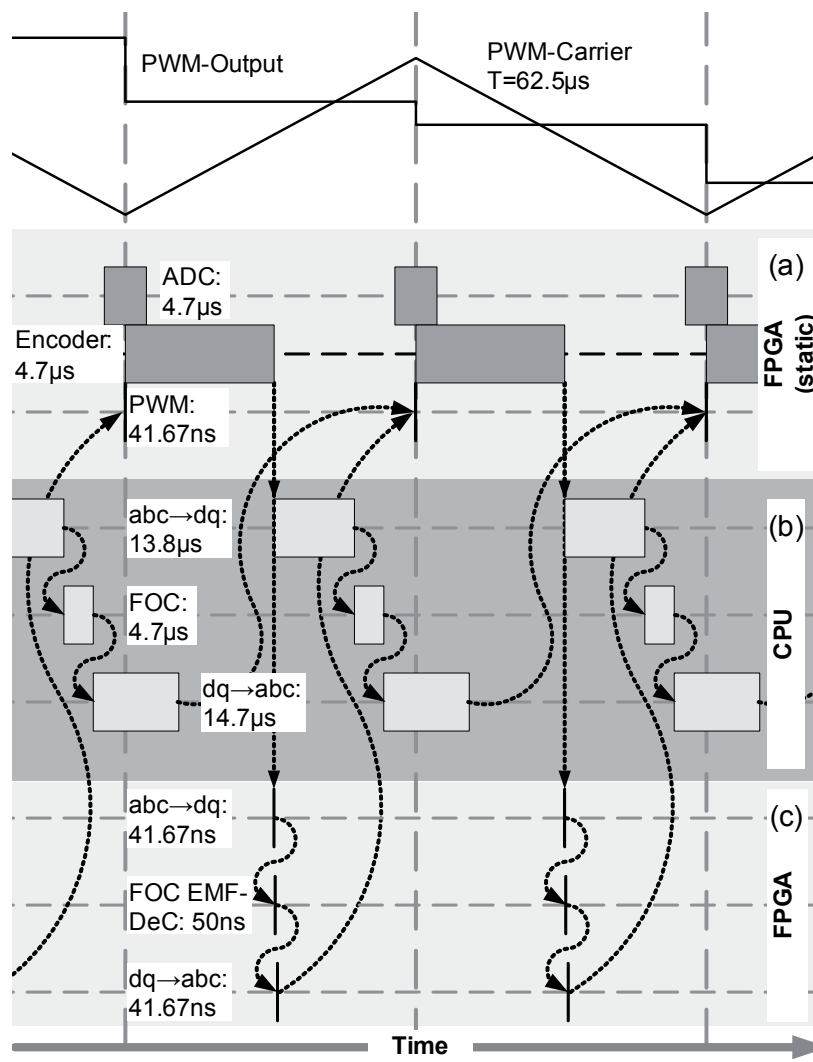 PWM-Output
PWM-Carrier
T=62.5µs
(a)
ADC:
4.7µs
Encoder:
4.7µs
FPGA
(static)
PWM:
41.67ns
(b)
abc→dq:
13.8µs
FOC:
4.7µs
CPU
dq→abc:
14.7µs
(c)
abc→dq:
41.67ns
FOC EMF-
DeC: 50ns
FPGA
dq→abc:
41.67ns
Time